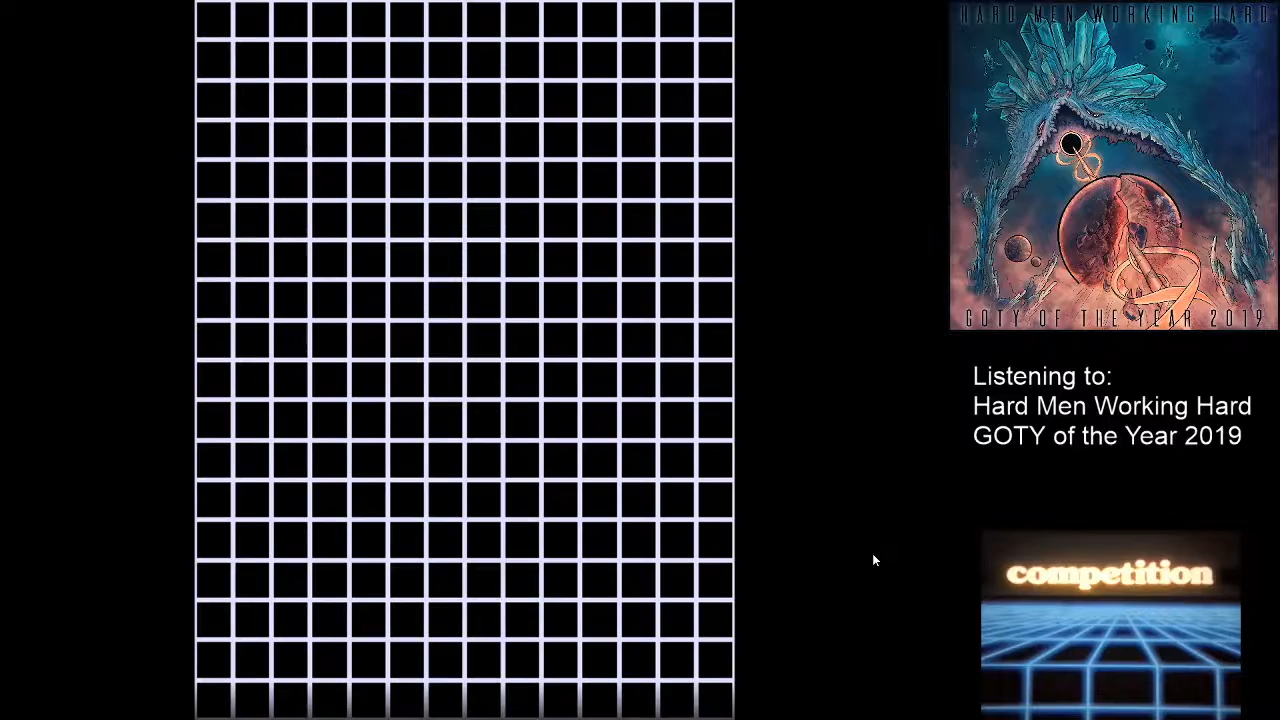 HARD MEN WORKING HARD
GOTY OF THE YEAR 2019
Listening to:
Hard Men Working Hard
GOTY of the Year 2019
competition